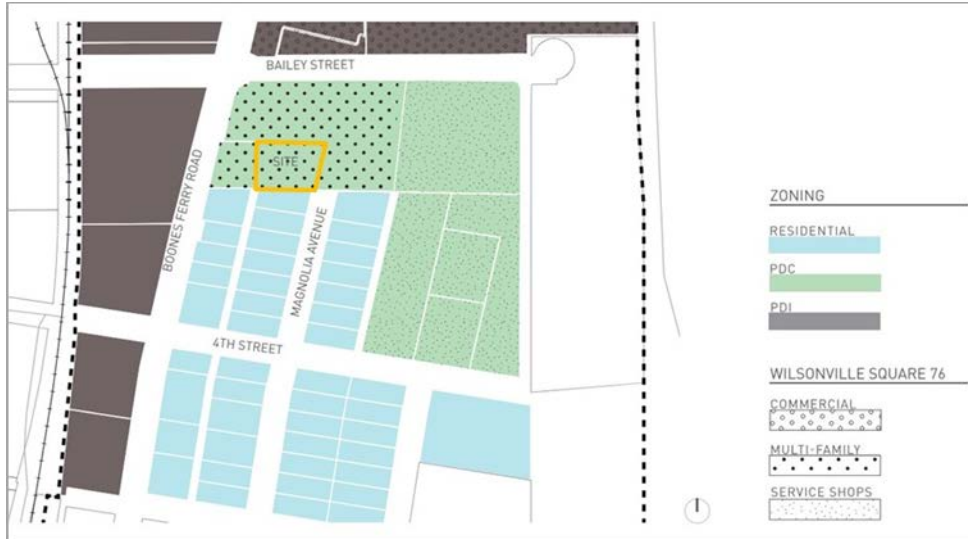 BAILEY STREET
SITE
BOONES FERRY ROAD
MAGNOLIA AVENUE
4TH STREET
ZONING
RESIDENTIAL
PDC
PDI
WILSONVILLE SQUARE 76
COMMERCIAL
MULTI-FAMILY
SERVICE SHOPS